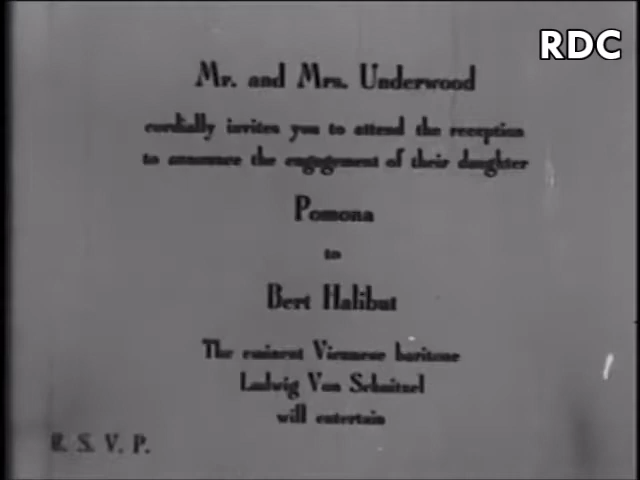 RDC
Mr. and Mrs. Underwood
cordially invites you to attend the reception
to announce the engagement of their daughter
Pomona
to
Bert Halibut
The eminent Viennese baritone
Ludwig Von Schnitzel
will entertain
R. S. V. P.